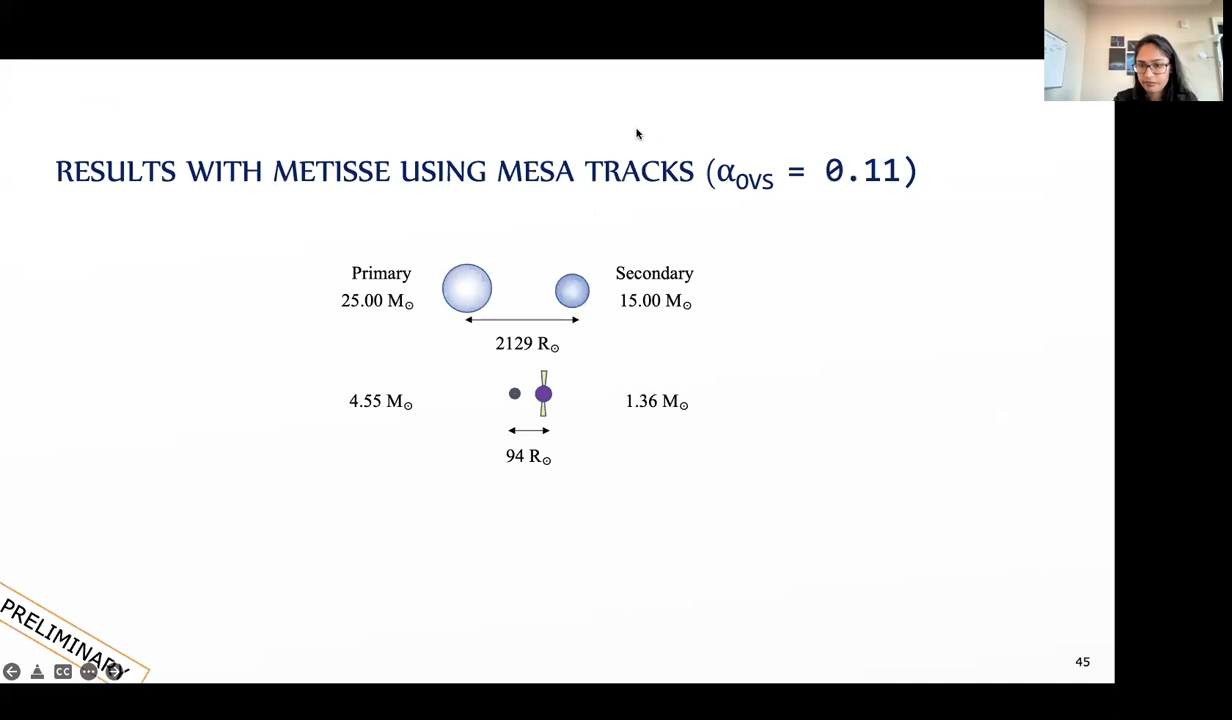 RESULTS WITH METISSE USING MESA TRACKS (α_OVS = 0.11)
Primary
Secondary
25.00 M⊙
15.00 M⊙
2129 R⊙
4.55 M⊙
1.36 M⊙
94 R⊙
PRELIMINARY
CC
45